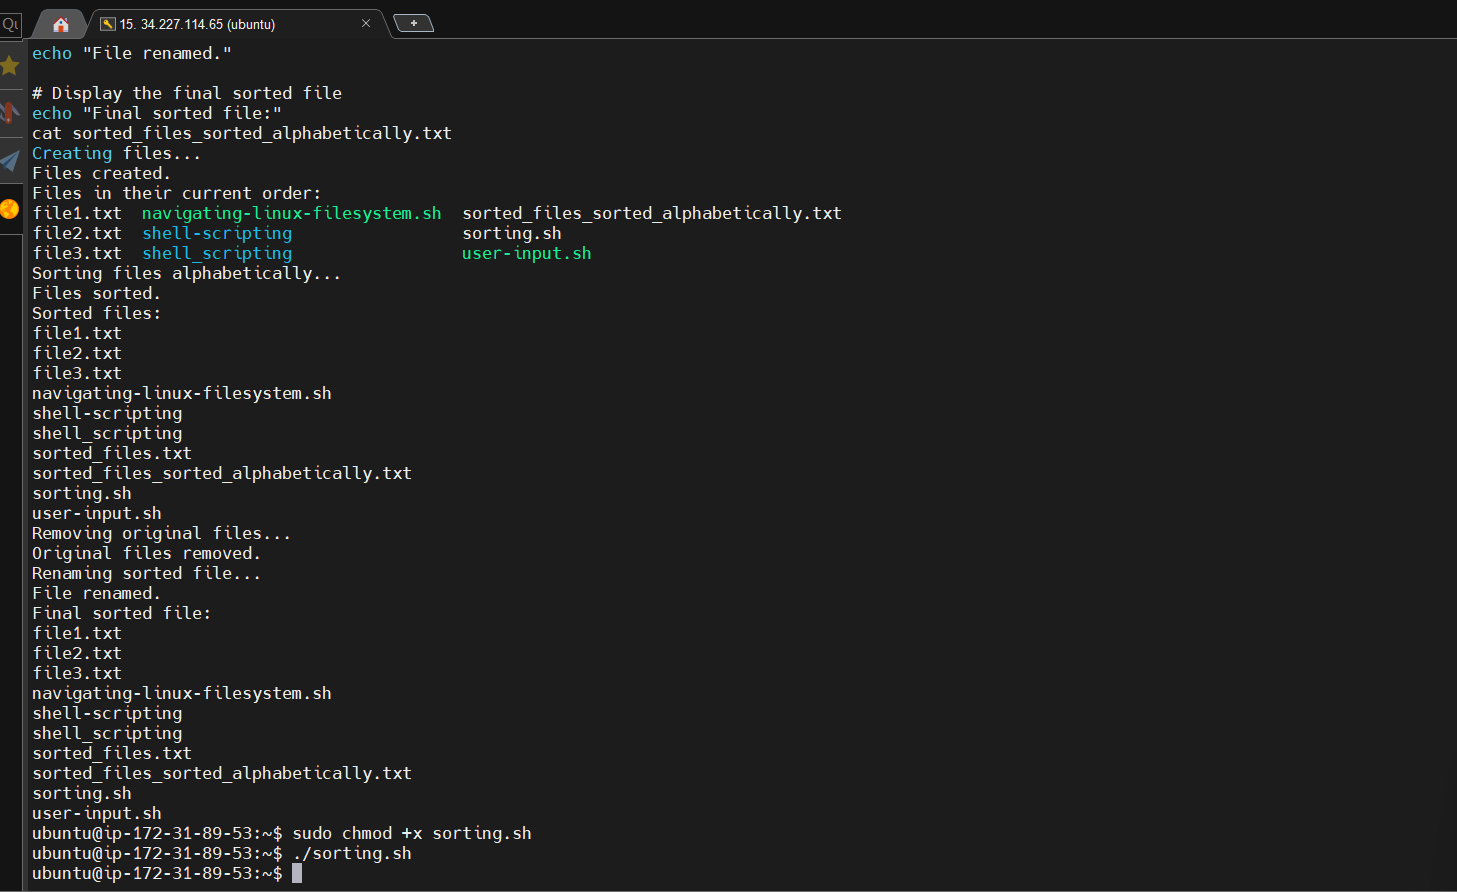 Qu
15. 34.227.114.65 (ubuntu)
echo "File renamed."
# Display the final sorted file
echo "Final sorted file:"
cat sorted_files_sorted_alphabetically.txt
Creating files...
Files created.
Files in their current order:
file1.txt  navigating-linux-filesystem.sh  sorted_files_sorted_alphabetically.txt
file2.txt  shell-scripting                 sorting.sh
file3.txt  shell_scripting                 user-input.sh
Sorting files alphabetically...
Files sorted.
Sorted files:
file1.txt
file2.txt
file3.txt
navigating-linux-filesystem.sh
shell-scripting
shell_scripting
sorted_files.txt
sorted_files_sorted_alphabetically.txt
sorting.sh
user-input.sh
Removing original files...
Original files removed.
Renaming sorted file...
File renamed.
Final sorted file:
file1.txt
file2.txt
file3.txt
navigating-linux-filesystem.sh
shell-scripting
shell_scripting
sorted_files.txt
sorted_files_sorted_alphabetically.txt
sorting.sh
user-input.sh
ubuntu@ip-172-31-89-53:~$ sudo chmod +x sorting.sh
ubuntu@ip-172-31-89-53:~$ ./sorting.sh
ubuntu@ip-172-31-89-53:~$